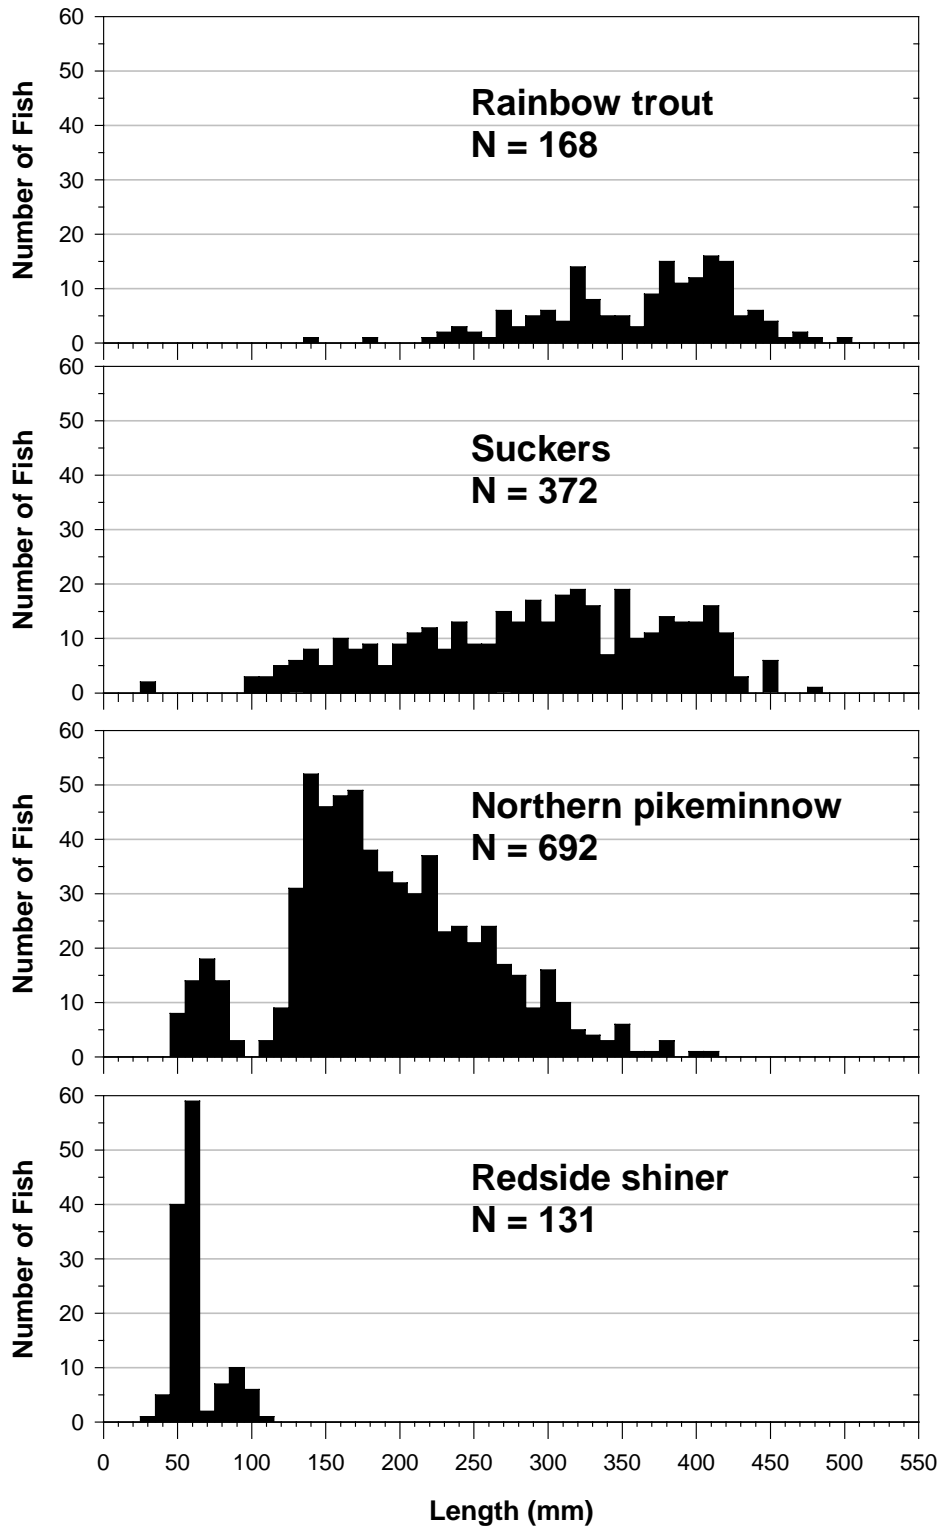 60
50
40
30
20
10
0
Number of Fish
Rainbow trout
N = 168
60
50
40
30
20
10
0
Number of Fish
Suckers
N = 372
60
50
40
30
20
10
0
Number of Fish
Northern pikeminnow
N = 692
60
50
40
30
20
10
0
Number of Fish
Redside shiner
N = 131
0 50 100 150 200 250 300 350 400 450 500 550
Length (mm)